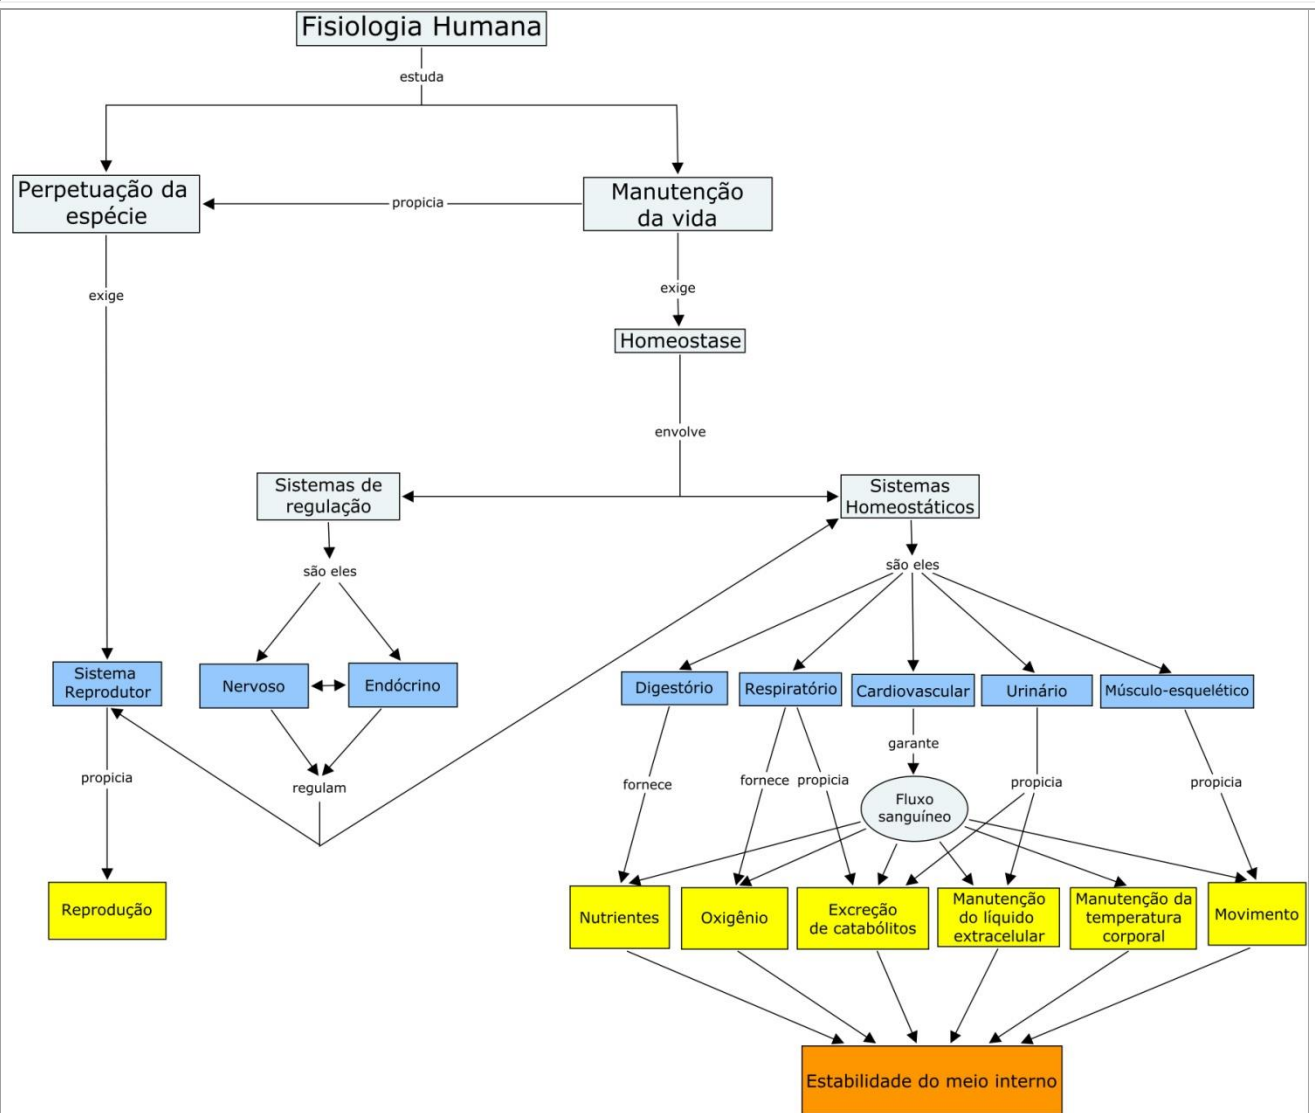 Fisiologia Humana
estuda
Perpetuação da
espécie
propicia
Manutenção
da vida
exige
exige
Homeostase
envolve
Sistemas de
regulação
Sistemas
Homeostáticos
são eles
são eles
Sistema
Reprodutor
Nervoso
Endócrino
Digestório
Respiratório
Cardiovascular
Urinário
Músculo-esquelético
garante
propicia
regulam
fornece
fornece
propicia
propicia
propicia
Fluxo
sanguíneo
Reprodução
Nutrientes
Oxigênio
Excreção
de catabólitos
Manutenção
do líquido
extracelular
Manutenção da
temperatura
corporal
Movimento
Estabilidade do meio interno